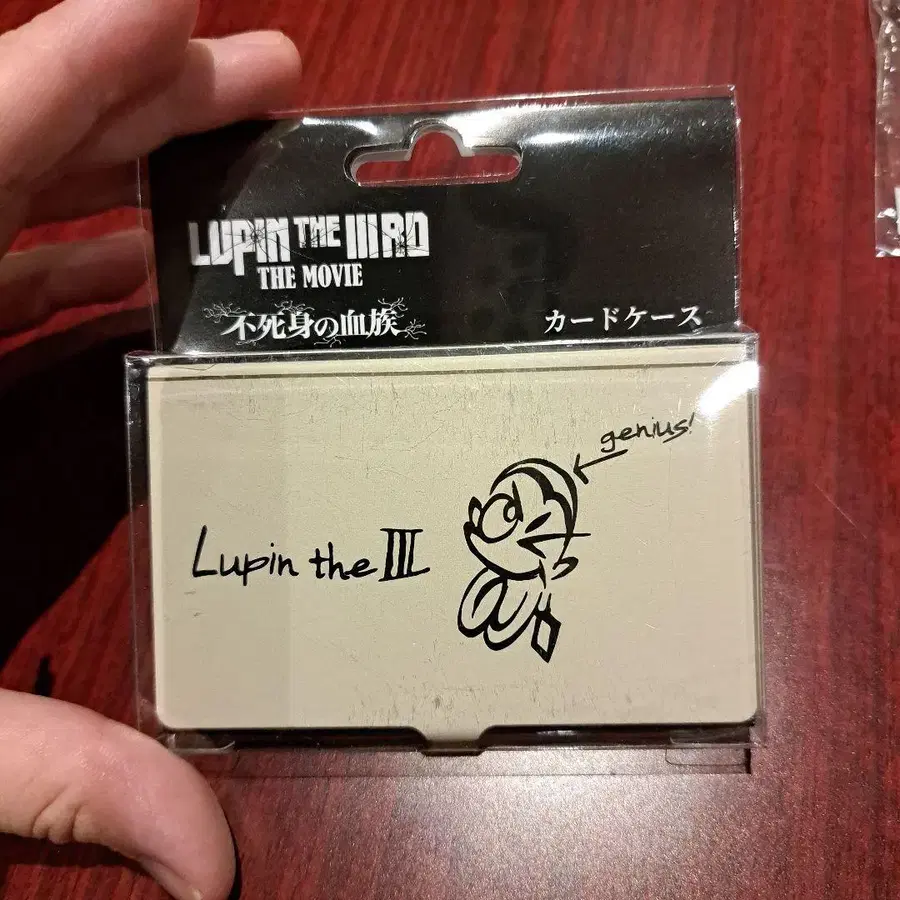 LUPIN THE IIIRD
THE MOVIE
不死身の血族
カードケース
genius!
Lupin the III